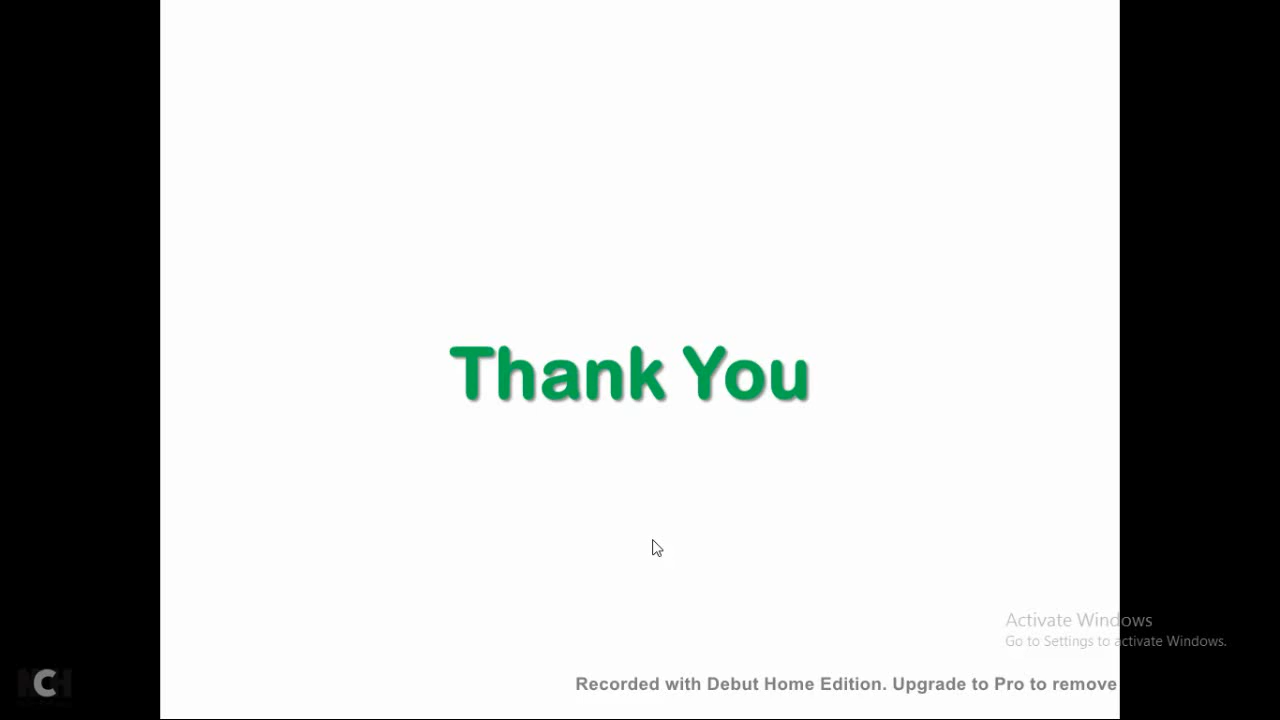 Thank You
Activate Windows
Go to Settings to activate Windows.
Recorded with Debut Home Edition. Upgrade to Pro to remove